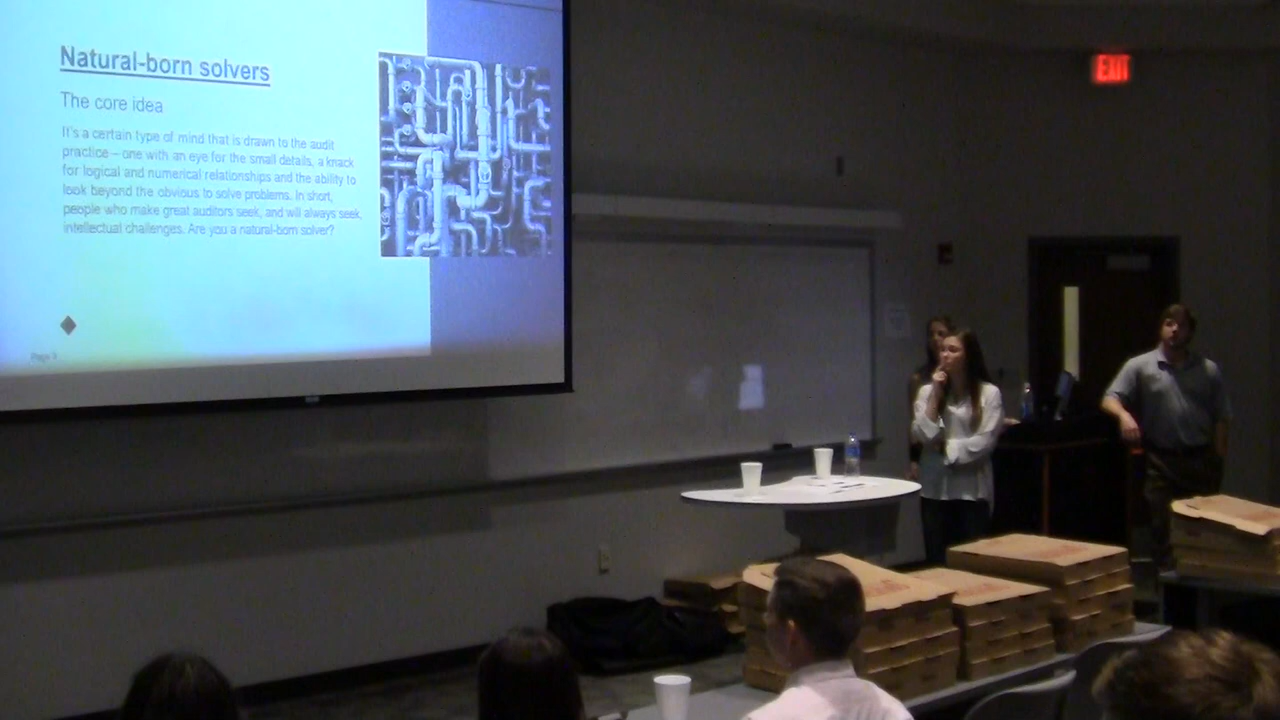 Natural-born solvers
The core idea
It's a certain type of mind that is drawn to the audit
practice – one with an eye for the small details, a knack
for logical and numerical relationships and the ability to
look beyond the obvious to solve problems. In short,
people who make great auditors seek, and will always seek,
intellectual challenges. Are you a natural-born solver?
EXIT